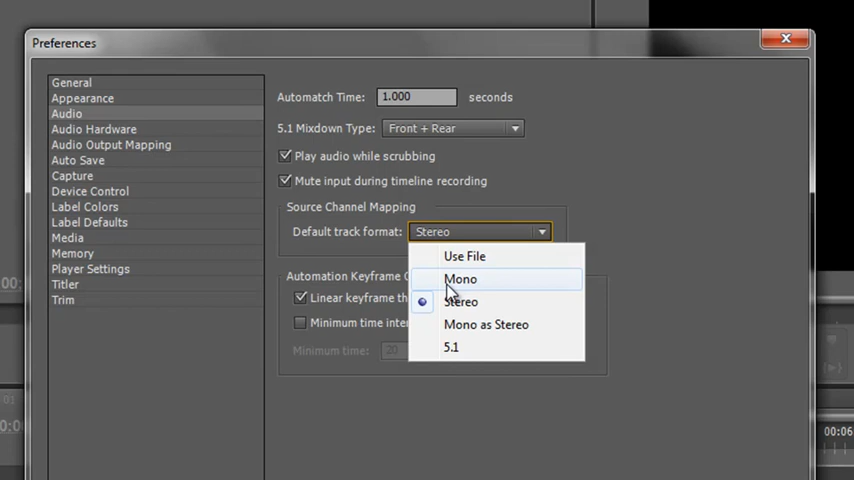 Preferences
General
Appearance
Audio
Audio Hardware
Audio Output Mapping
Auto Save
Capture
Device Control
Label Colors
Label Defaults
Media
Memory
Player Settings
Titler
Trim
Automatch Time: 1.000 seconds
5.1 Mixdown Type: Front + Rear
Play audio while scrubbing
Mute input during timeline recording
Source Channel Mapping
Default track format: Stereo
Use File
Mono
Stereo
Mono as Stereo
5.1
Automation Keyframe
Linear keyframe th
Minimum time inter
Minimum time: 20
00:06